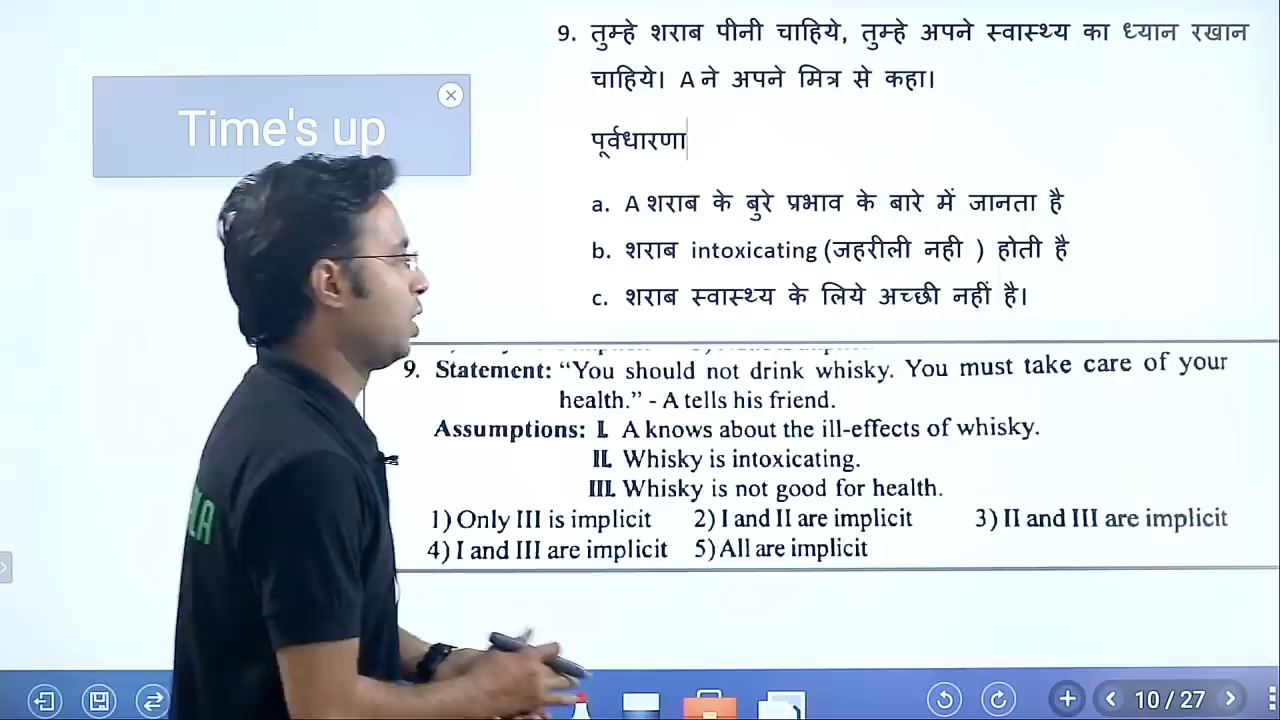 9. तुम्हे शराब पीनी चाहिये, तुम्हे अपने स्वास्थ्य का ध्यान रखान
चाहिये। A ने अपने मित्र से कहा।
Time's up
पूर्वधारणा
a. A शराब के बुरे प्रभाव के बारे में जानता है
b. शराब intoxicating (जहरीली नही ) होती है
c. शराब स्वास्थ्य के लिये अच्छी नहीं है।
9. Statement: “You should not drink whisky. You must take care of your
health.” - A tells his friend.
Assumptions: I. A knows about the ill-effects of whisky.
II. Whisky is intoxicating.
III. Whisky is not good for health.
1) Only III is implicit 2) I and II are implicit 3) II and III are implicit
4) I and III are implicit 5) All are implicit
LA
10 / 27